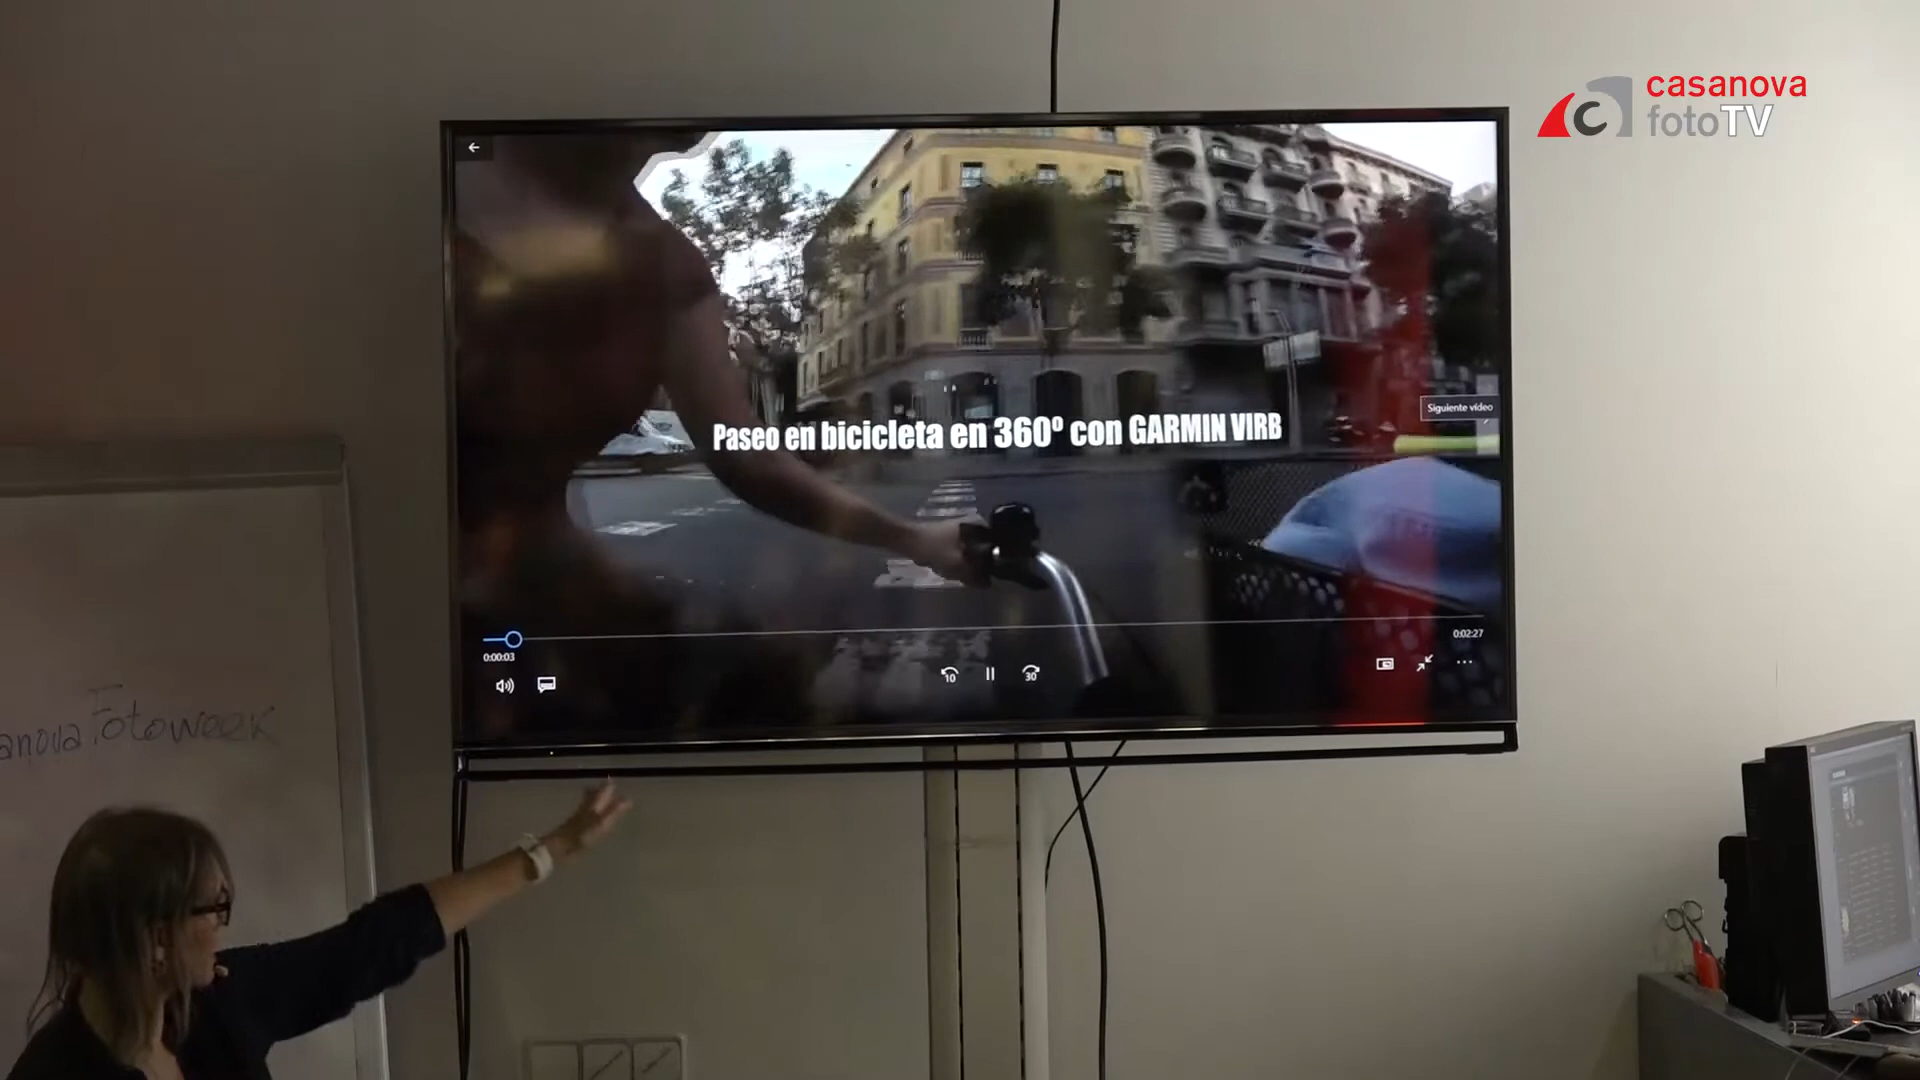 casanova
fotoTV
Paseo en bicicleta en 360º con GARMIN VIRB
Siguiente vídeo
0:00:03
0:02:27
10
30
anova Fotoweek